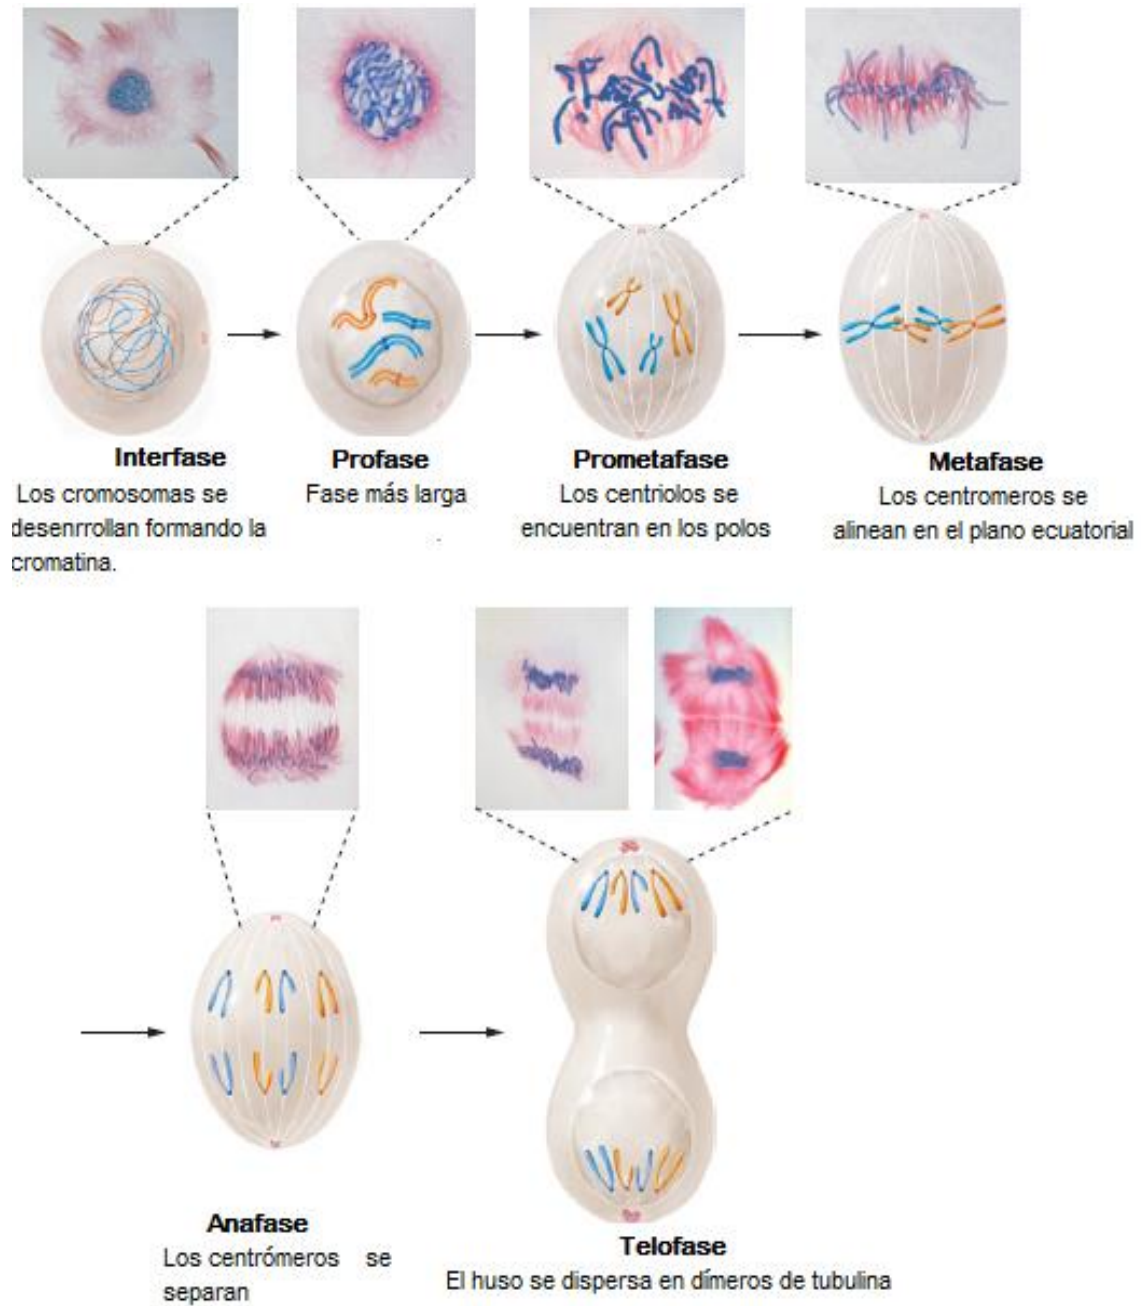 Interfase
Los cromosomas se
desenrrollan formando la
cromatina.
Profase
Fase más larga
Prometafase
Los centriolos se
encuentran en los polos
Metafase
Los centromeros se
alinean en el plano ecuatorial
Anafase
Los centrómeros se
separan
Telofase
El huso se dispersa en dímeros de tubulina